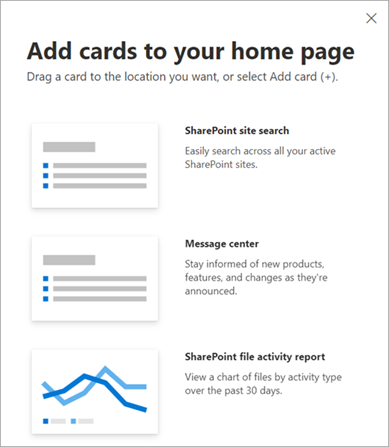 Add cards to your home page
Drag a card to the location you want, or select Add card (+).
SharePoint site search
Easily search across all your active
SharePoint sites.
Message center
Stay informed of new products,
features, and changes as they're
announced.
SharePoint file activity report
View a chart of files by activity type
over the past 30 days.